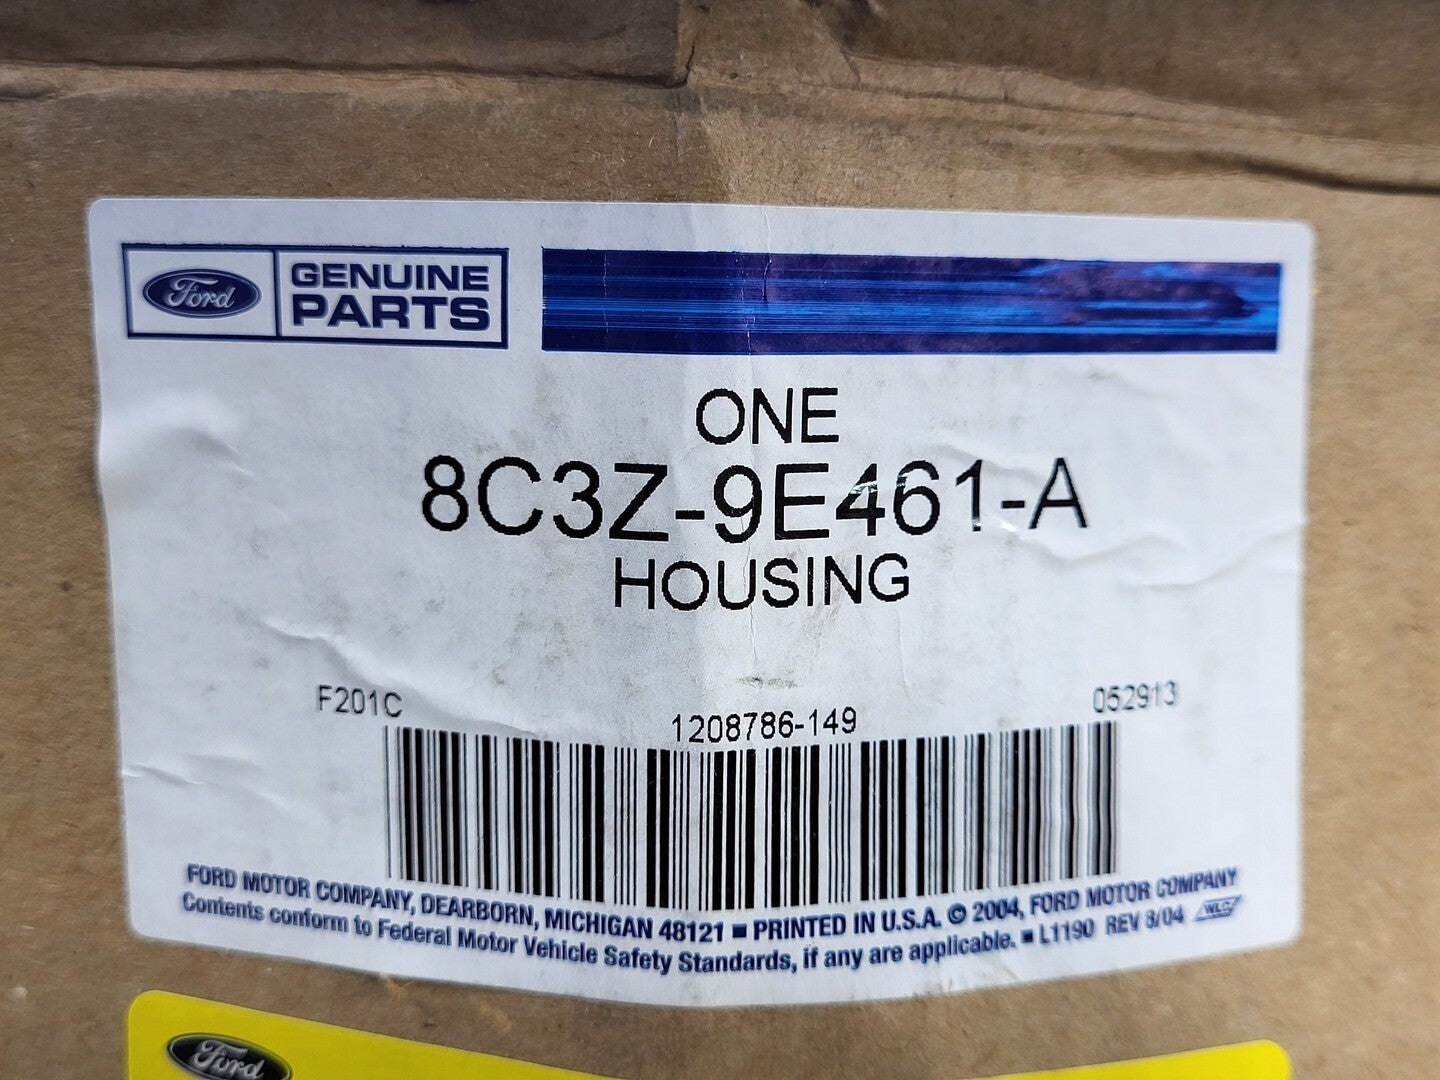 Ford GENUINE
PARTS
ONE
8C3Z-9E461-A
HOUSING
F201C
052913
1208786-149
FORD MOTOR COMPANY, DEARBORN, MICHIGAN 48121 ■ PRINTED IN U.S.A. © 2004, FORD MOTOR COMPANY
Contents conform to Federal Motor Vehicle Safety Standards, if any are applicable. ■ L1190 REV 8/04 WLC
Ford